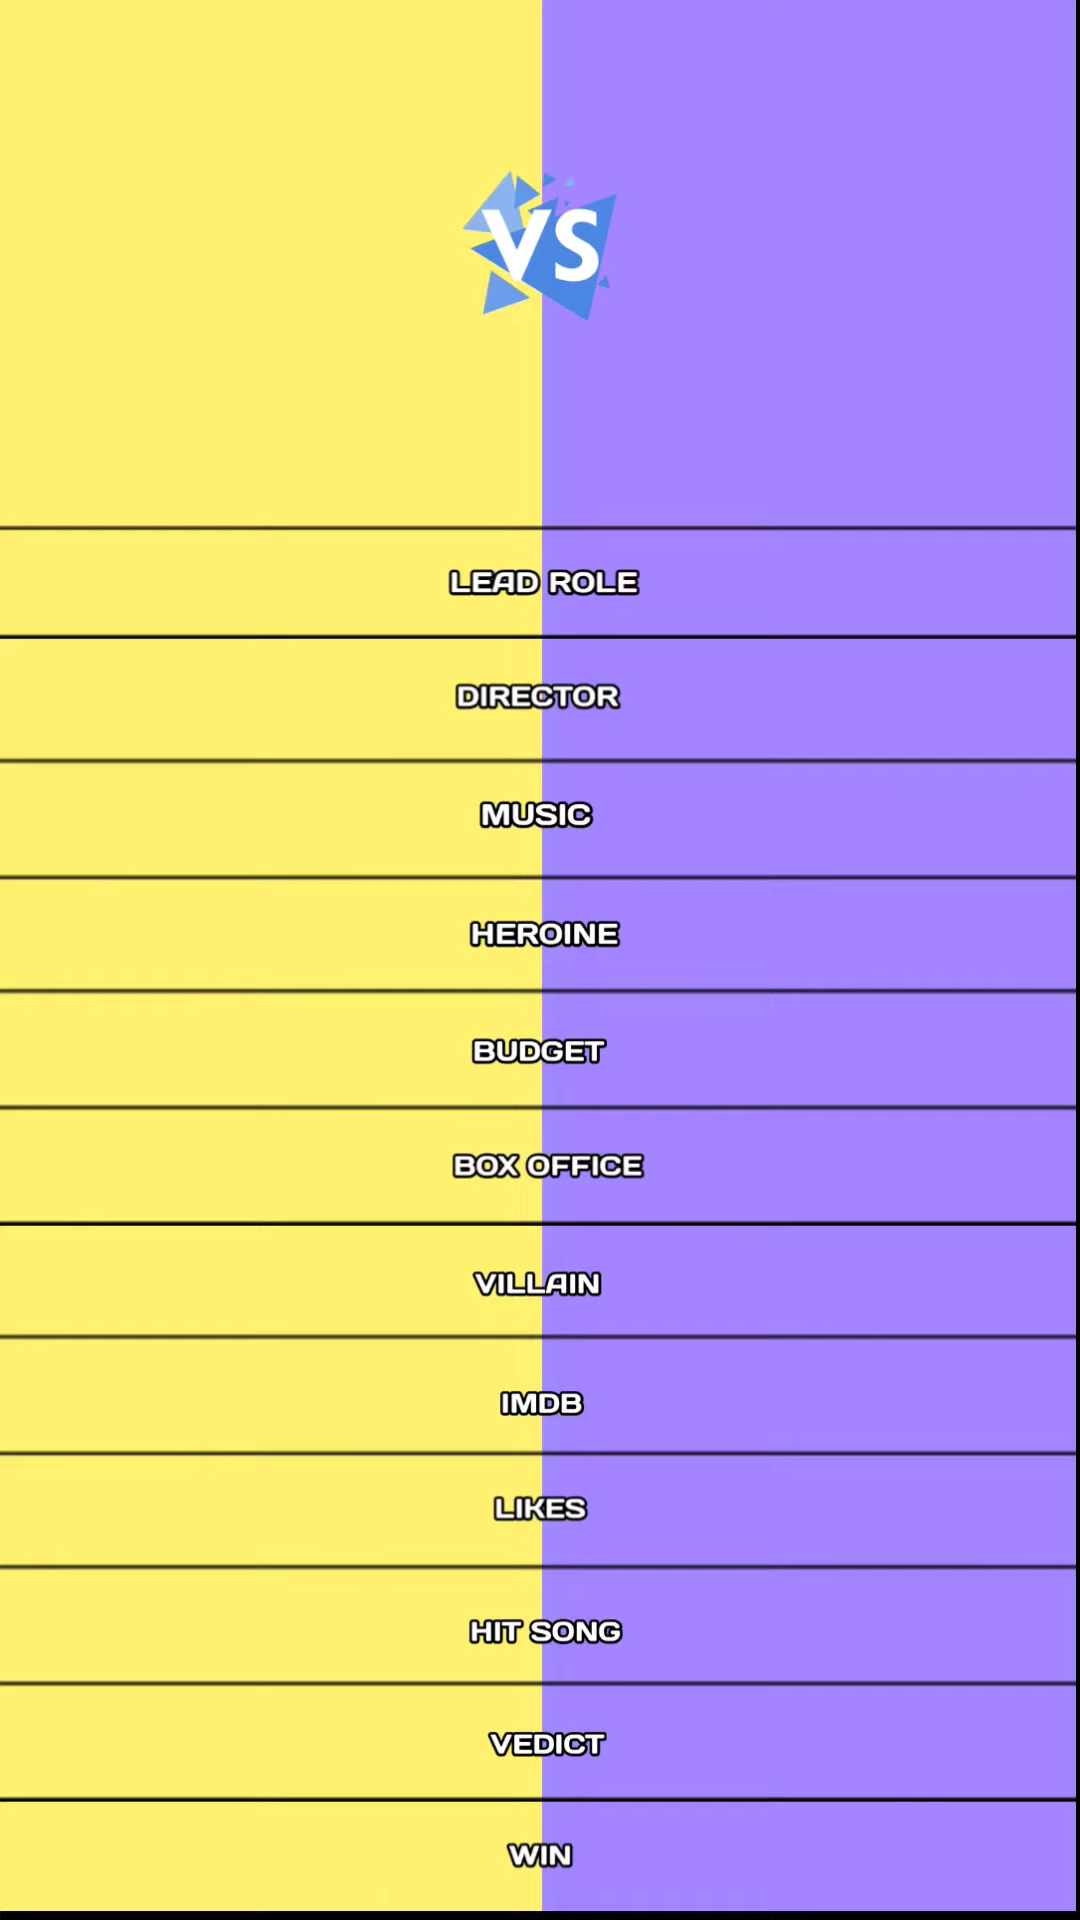 VS
LEAD ROLE
DIRECTOR
MUSIC
HEROINE
BUDGET
BOX OFFICE
VILLAIN
IMDB
LIKES
HIT SONG
VEDICT
WIN